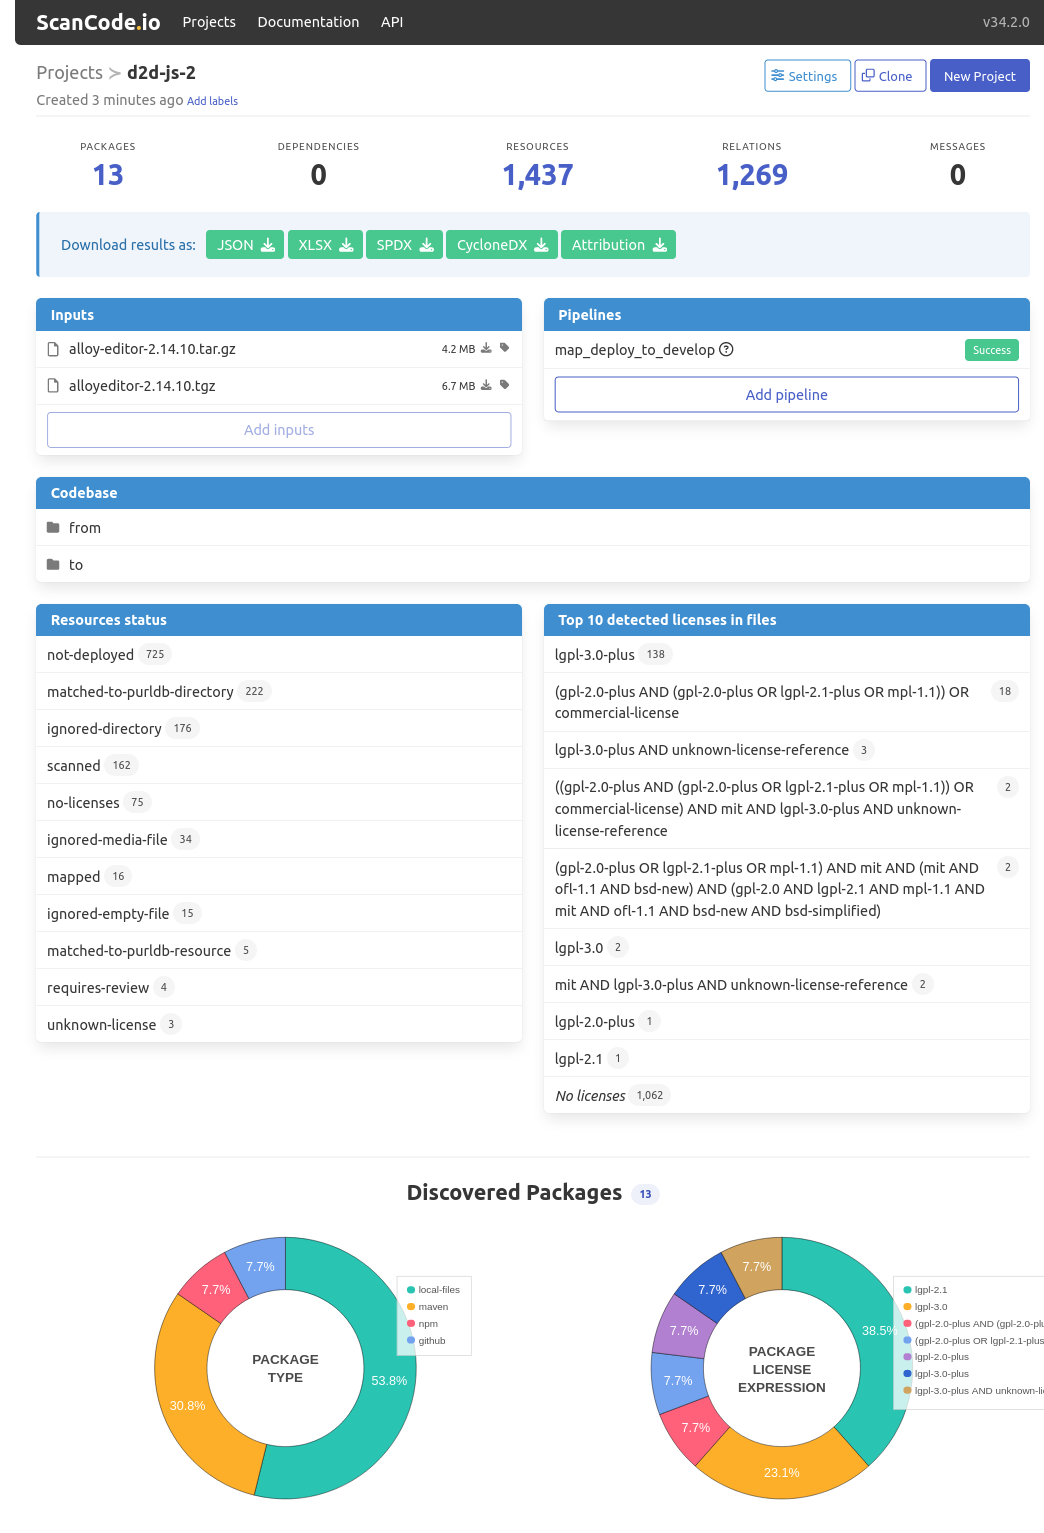 ScanCode.io Projects Documentation API v34.2.0
Projects > d2d-js-2 Settings Clone New Project
Created 3 minutes ago Add labels
PACKAGES DEPENDENCIES RESOURCES RELATIONS MESSAGES
13 0 1,437 1,269 0
Download results as: JSON XLSX SPDX CycloneDX Attribution
Inputs
alloy-editor-2.14.10.tar.gz 4.2 MB
alloyeditor-2.14.10.tgz 6.7 MB
Add inputs
Pipelines
map_deploy_to_develop Success
Add pipeline
Codebase
from
to
Resources status
not-deployed 725
matched-to-purldb-directory 222
ignored-directory 176
scanned 162
no-licenses 75
ignored-media-file 34
mapped 16
ignored-empty-file 15
matched-to-purldb-resource 5
requires-review 4
unknown-license 3
Top 10 detected licenses in files
lgpl-3.0-plus 138
(gpl-2.0-plus AND (gpl-2.0-plus OR lgpl-2.1-plus OR mpl-1.1)) OR 18
commercial-license
lgpl-3.0-plus AND unknown-license-reference 3
((gpl-2.0-plus AND (gpl-2.0-plus OR lgpl-2.1-plus OR mpl-1.1)) OR 2
commercial-license) AND mit AND lgpl-3.0-plus AND unknown-
license-reference
(gpl-2.0-plus OR lgpl-2.1-plus OR mpl-1.1) AND mit AND (mit AND 2
ofl-1.1 AND bsd-new) AND (gpl-2.0 AND lgpl-2.1 AND mpl-1.1 AND
mit AND ofl-1.1 AND bsd-new AND bsd-simplified)
lgpl-3.0 2
mit AND lgpl-3.0-plus AND unknown-license-reference 2
lgpl-2.0-plus 1
lgpl-2.1 1
No licenses 1,062
Discovered Packages 13
PACKAGE
TYPE
7.7%
7.7%
30.8%
53.8%
local-files
maven
npm
github
PACKAGE
LICENSE
EXPRESSION
7.7%
7.7%
7.7%
7.7%
7.7%
23.1%
38.5%
lgpl-2.1
lgpl-3.0
(gpl-2.0-plus AND (gpl-2.0-plu
(gpl-2.0-plus OR lgpl-2.1-plus
lgpl-2.0-plus
lgpl-3.0-plus
lgpl-3.0-plus AND unknown-li